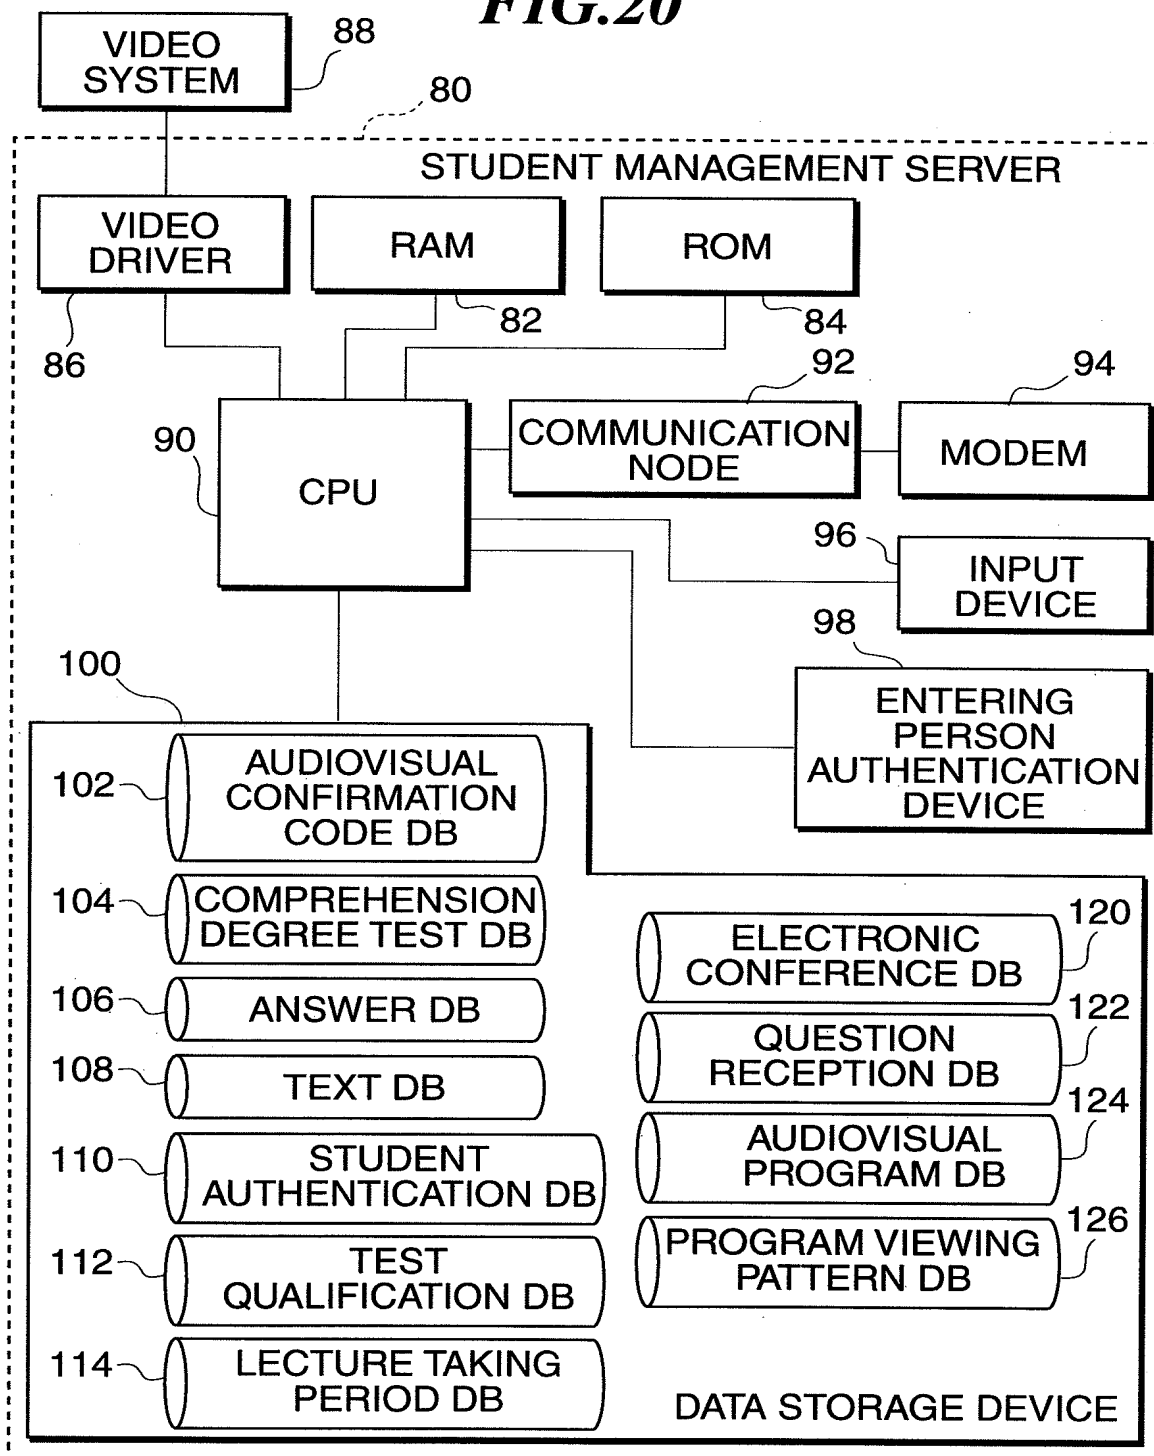 FIG.20
VIDEO
SYSTEM
88
80
STUDENT MANAGEMENT SERVER
VIDEO
DRIVER
RAM
ROM
86
82
84
92
94
90
CPU
COMMUNICATION
NODE
MODEM
96
INPUT
DEVICE
98
ENTERING
PERSON
AUTHENTICATION
DEVICE
100
102
AUDIOVISUAL
CONFIRMATION
CODE DB
104
COMPREHENSION
DEGREE TEST DB
106
ANSWER DB
108
TEXT DB
110
STUDENT
AUTHENTICATION DB
112
TEST
QUALIFICATION DB
114
LECTURE TAKING
PERIOD DB
120
ELECTRONIC
CONFERENCE DB
122
QUESTION
RECEPTION DB
124
AUDIOVISUAL
PROGRAM DB
126
PROGRAM VIEWING
PATTERN DB
DATA STORAGE DEVICE